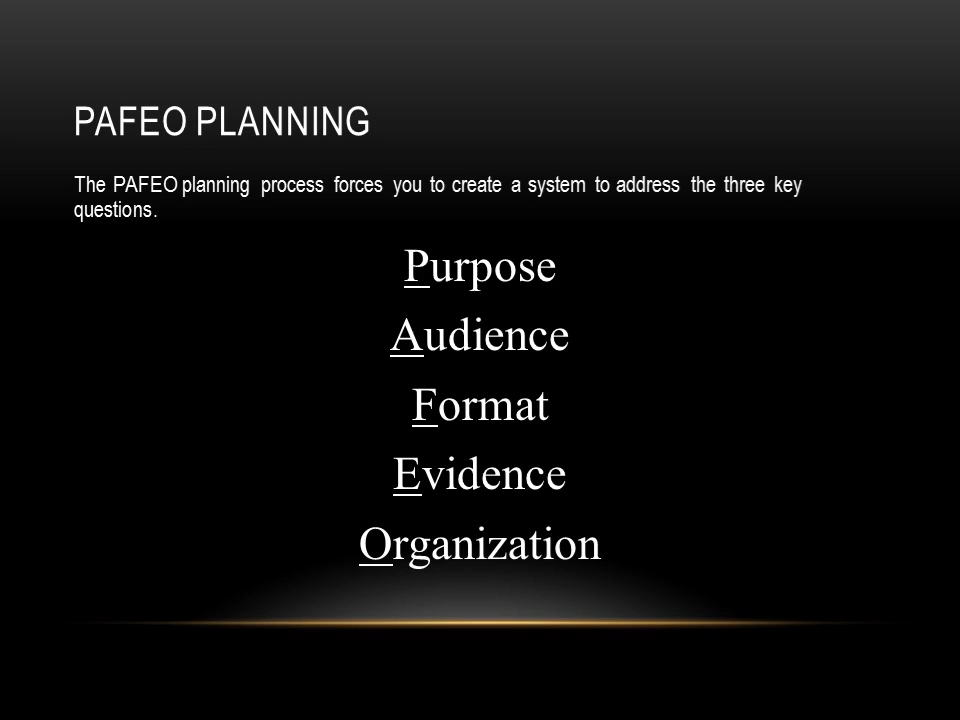 PAFEO PLANNING
The PAFEO planning process forces you to create a system to address the three key
questions.
Purpose
Audience
Format
Evidence
Organization